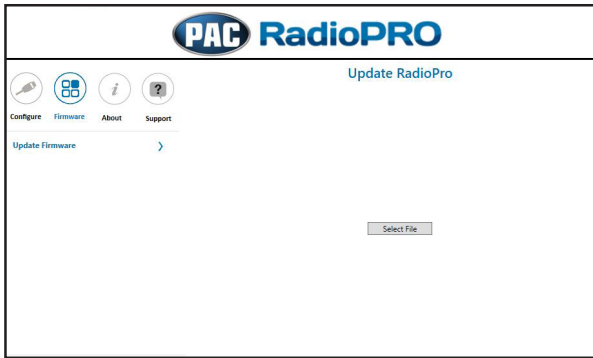 PAC RadioPRO
Update RadioPro
i
?
Configure Firmware About Support
Update Firmware
Select File